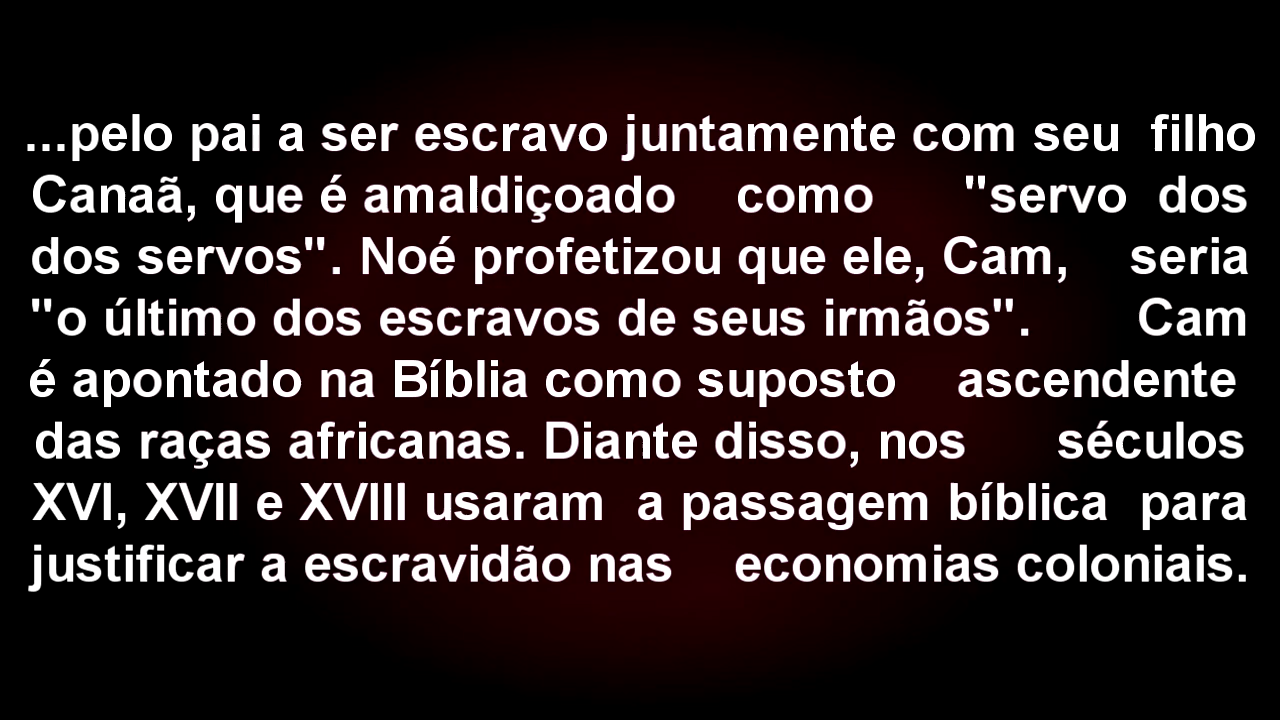 ...pelo pai a ser escravo juntamente com seu filho
Canaã, que é amaldiçoado como "servo dos
dos servos". Noé profetizou que ele, Cam, seria
"o último dos escravos de seus irmãos". Cam
é apontado na Bíblia como suposto ascendente
das raças africanas. Diante disso, nos séculos
XVI, XVII e XVIII usaram a passagem bíblica para
justificar a escravidão nas economias coloniais.